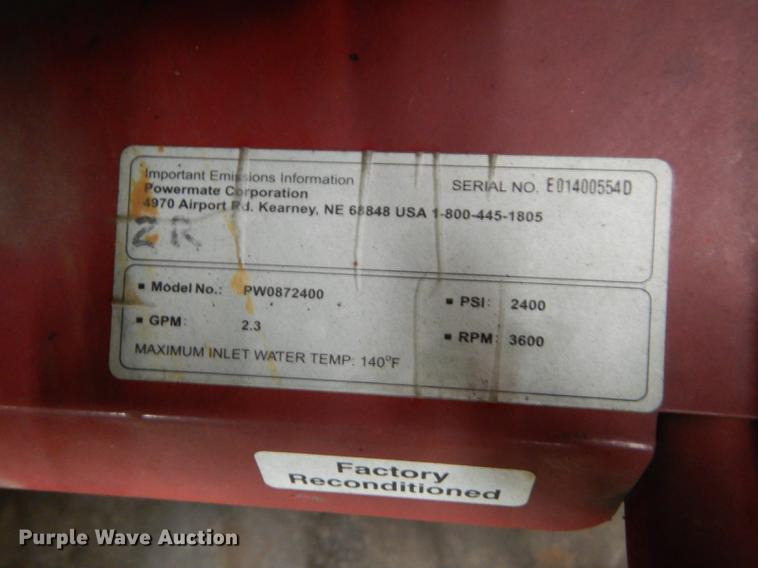 Important Emissions Information
Powermate Corporation
4970 Airport Rd. Kearney, NE 68848 USA 1-800-445-1805
SERIAL NO. E01400554D
2R
▪ Model No.: PW0872400
▪ PSI: 2400
▪ GPM: 2.3
▪ RPM: 3600
MAXIMUM INLET WATER TEMP: 140°F
Factory
Reconditioned
Purple Wave Auction